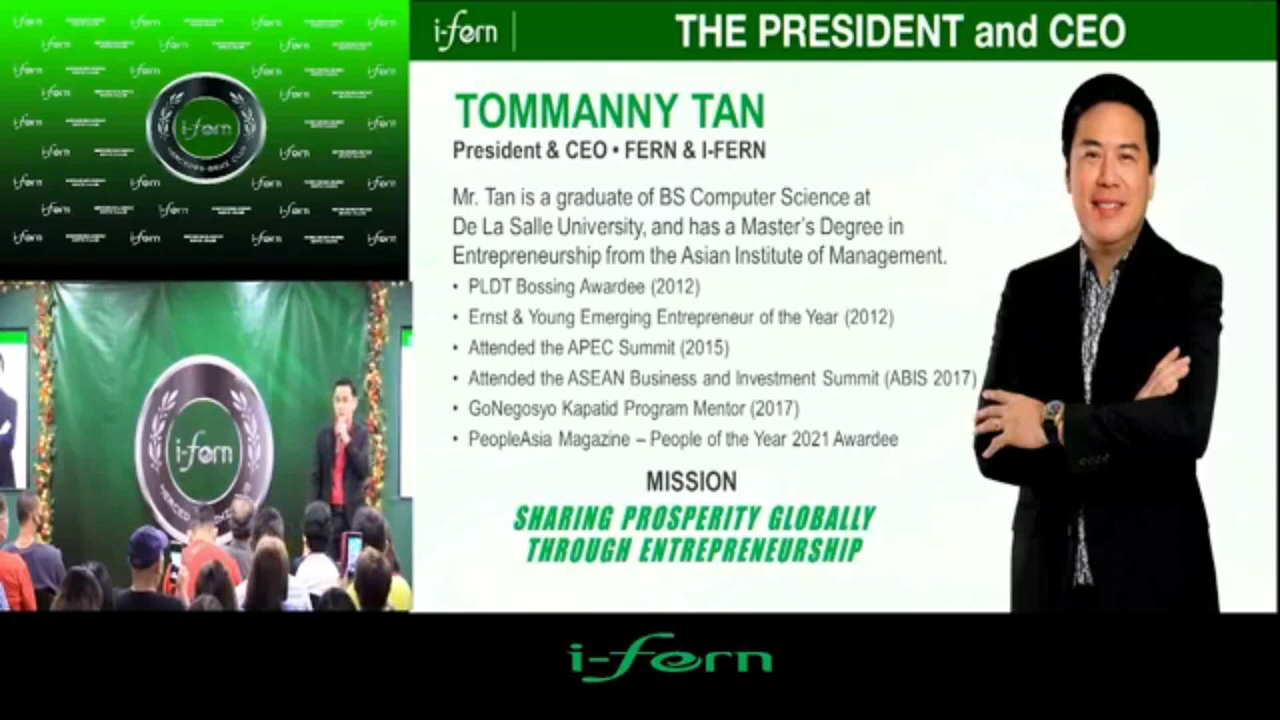 i-fern
THE PRESIDENT and CEO
TOMMANNY TAN
President & CEO • FERN & I-FERN
Mr. Tan is a graduate of BS Computer Science at
De La Salle University, and has a Master's Degree in
Entrepreneurship from the Asian Institute of Management.
• PLDT Bossing Awardee (2012)
• Ernst & Young Emerging Entrepreneur of the Year (2012)
• Attended the APEC Summit (2015)
• Attended the ASEAN Business and Investment Summit (ABIS 2017)
• GoNegosyo Kapatid Program Mentor (2017)
• PeopleAsia Magazine – People of the Year 2021 Awardee
MISSION
SHARING PROSPERITY GLOBALLY
THROUGH ENTREPRENEURSHIP
i-fern
MERCEDES-BENZ CLUB
i-fern
i-fern